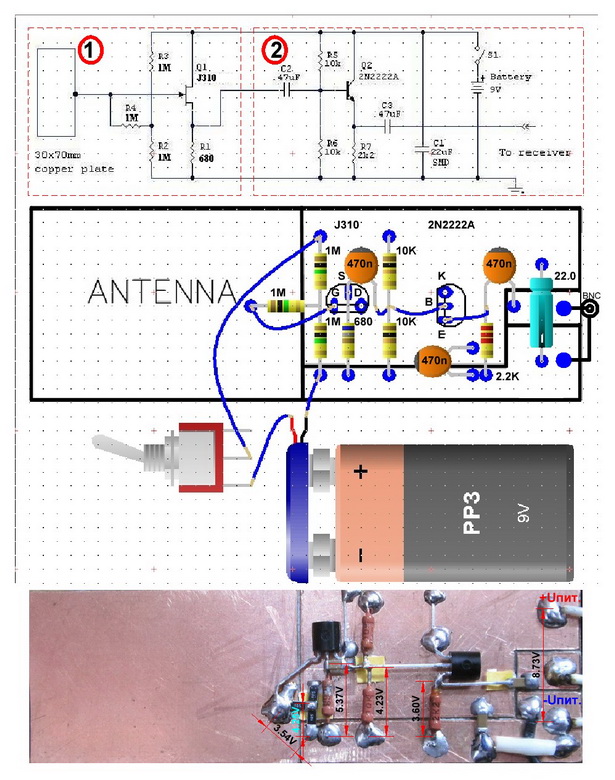 1
2
R3
1M
Q1
J310
R5
10k
Q2
2N2222A
S1
C2
.47uF
Battery
9V
C3
.47uF
R4
1M
R2
1M
R1
680
R6
10k
R7
2k2
C1
22uF
SMD
To receiver
30x70mm
copper plate
J310
2N2222A
1M
10K
470n
470n
22.0
S
K
ANTENNA
1M
G
D
B
BNC
1M
680
10K
E
470n
2.2K
+
PP3
9V
−
+Uпит.
8.73V
5.37V
4.23V
3.60V
-Uпит.
3.54V